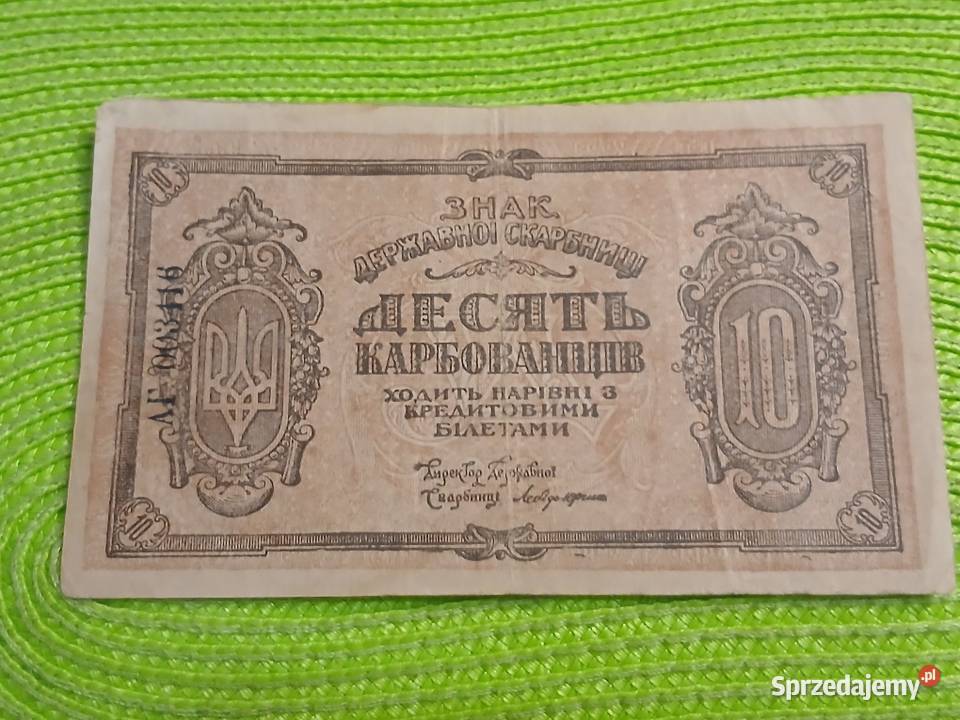 10
10
ЗНАК
ДЕРЖАВНОЇ СКАРБНИЦІ
ДЕСЯТЬ
КАРБОВАНЦІВ
ХОДИТЬ НАРІВНІ З
КРЕДИТОВИМИ
БІЛЕТАМИ
Директор Державної
Скарбниці
АГ
10
10
10
Sprzedajemy.pl